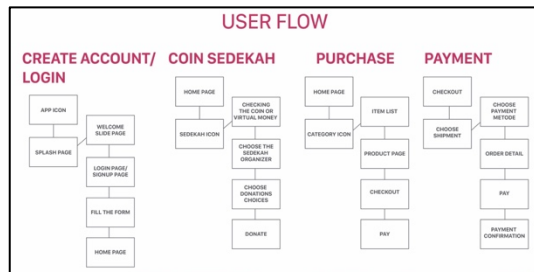 USER FLOW
CREATE ACCOUNT/
LOGIN
APP ICON
SPLASH PAGE
WELCOME
SLIDE PAGE
LOGIN PAGE/
SIGNUP PAGE
FILL THE FORM
HOME PAGE
COIN SEDEKAH
HOME PAGE
SEDEKAH ICON
CHECKING
THE COIN OR
VIRTUAL MONEY
CHOOSE THE
SEDEKAH
ORGANIZER
CHOOSE
DONATIONS
CHOICES
DONATE
PURCHASE
HOME PAGE
CATEGORY ICON
ITEM LIST
PRODUCT PAGE
CHECKOUT
PAY
PAYMENT
CHECKOUT
CHOOSE
SHIPMENT
CHOOSE
PAYMENT
METODE
ORDER DETAIL
PAY
PAYMENT
CONFIRMATION